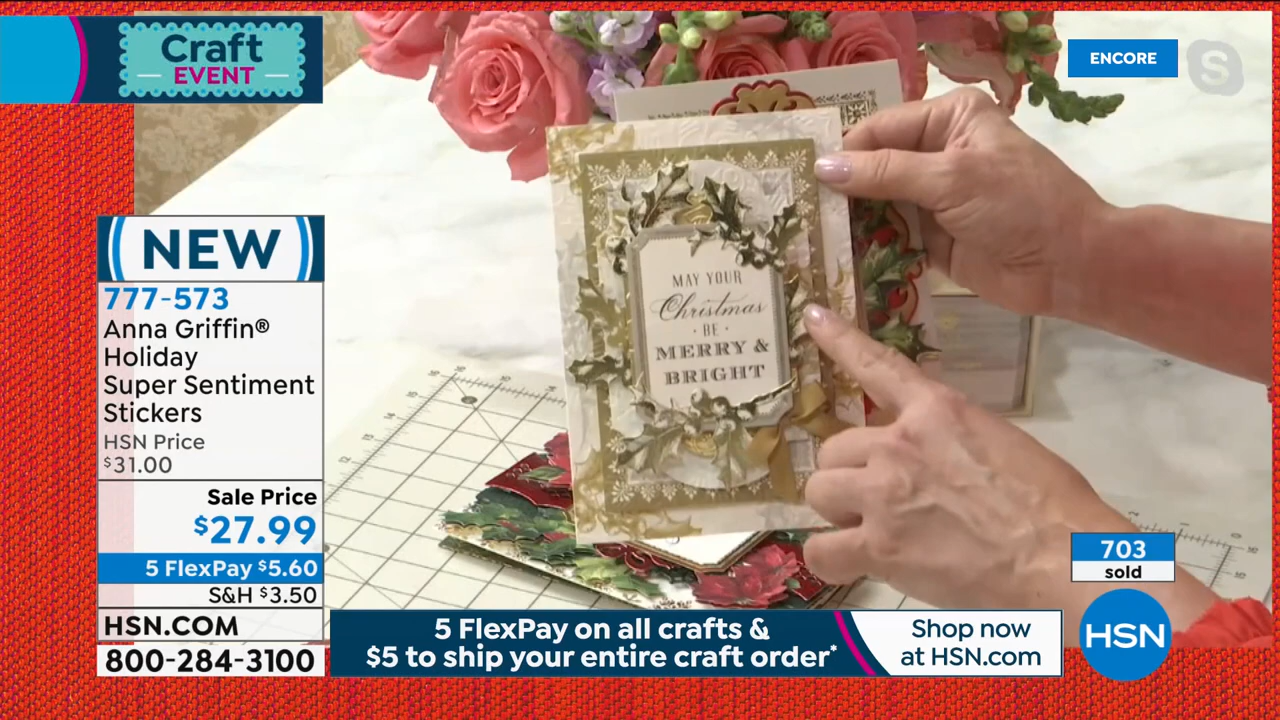 Craft
EVENT
ENCORE
NEW
777-573
Anna Griffin®
Holiday
Super Sentiment
Stickers
HSN Price
$31.00
Sale Price
$27.99
5 FlexPay $5.60
S&H $3.50
HSN.COM
800-284-3100
MAY YOUR
Christmas
· BE ·
MERRY &
BRIGHT
703
sold
5 FlexPay on all crafts &
$5 to ship your entire craft order*
Shop now
at HSN.com
HSN